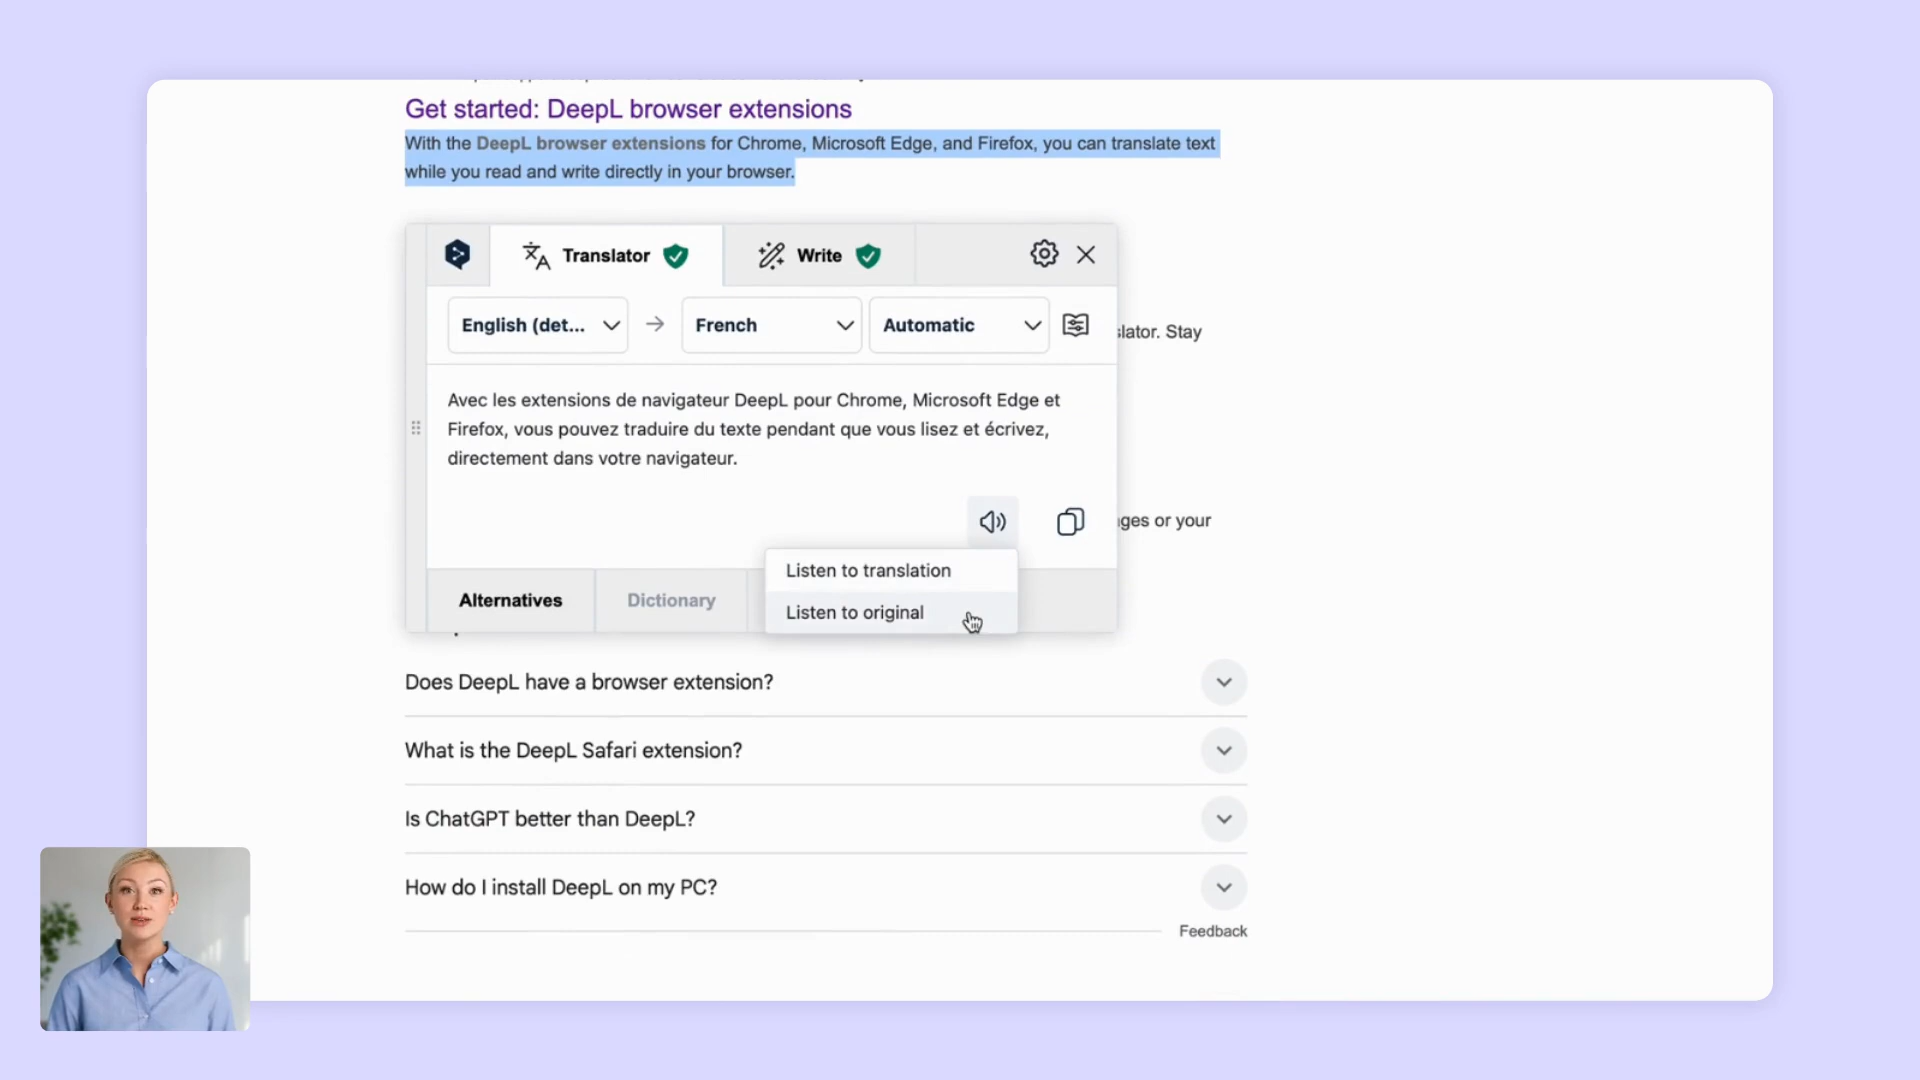 Get started: DeepL browser extensions
With the DeepL browser extensions for Chrome, Microsoft Edge, and Firefox, you can translate text
while you read and write directly in your browser.
Translator
Write
English (det...
French
Automatic
Stay
Avec les extensions de navigateur DeepL pour Chrome, Microsoft Edge et
Firefox, vous pouvez traduire du texte pendant que vous lisez et écrivez,
directement dans votre navigateur.
or your
Listen to translation
Listen to original
Alternatives
Dictionary
Does DeepL have a browser extension?
What is the DeepL Safari extension?
Is ChatGPT better than DeepL?
How do I install DeepL on my PC?
Feedback